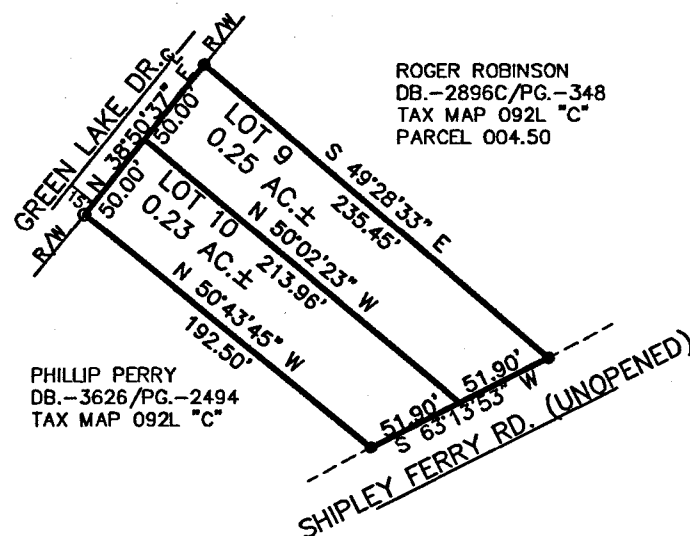 GREEN LAKE DR.
℄
R/W
N 38°50'37" E
50.00'
50.00'
15'
R/W
ROGER ROBINSON
DB.-2896C/PG.-348
TAX MAP 092L "C"
PARCEL 004.50
LOT 9
0.25 AC.±
S 49°28'33" E
235.45'
LOT 10
0.23 AC.±
N 50°02'23" W
213.96'
N 50°43'45" W
192.50'
PHILLIP PERRY
DB.-3626/PG.-2494
TAX MAP 092L "C"
51.90'
51.90'
S 63°13'53" W
SHIPLEY FERRY RD. (UNOPENED)